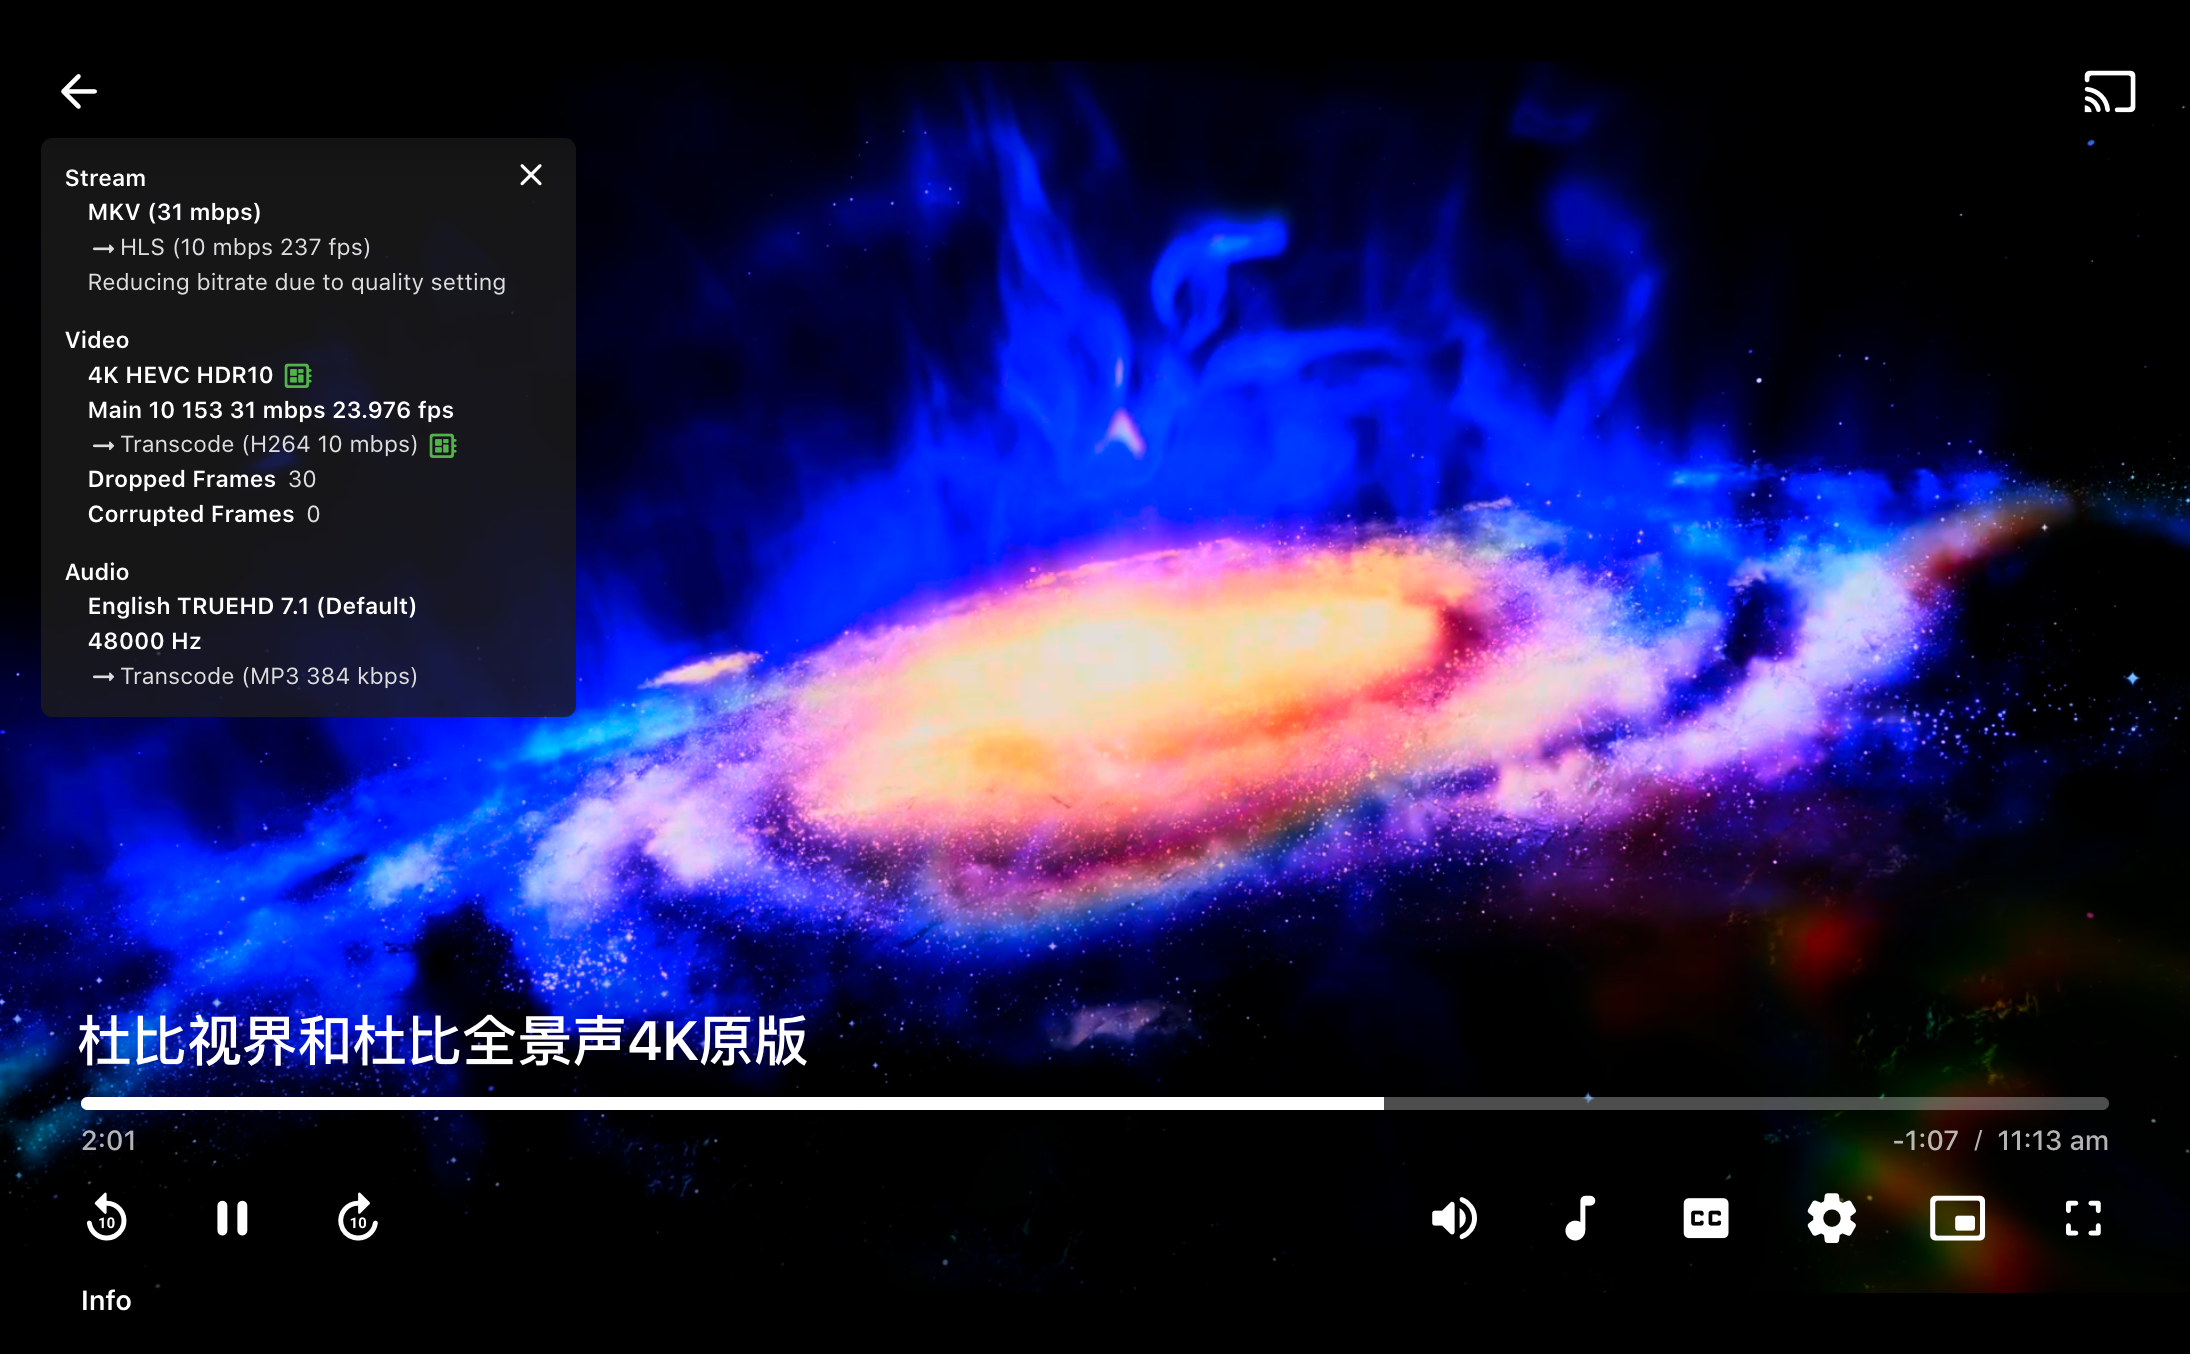 Stream
MKV (31 mbps)
→ HLS (10 mbps 237 fps)
Reducing bitrate due to quality setting
Video
4K HEVC HDR10
Main 10 153 31 mbps 23.976 fps
→ Transcode (H264 10 mbps)
Dropped Frames 30
Corrupted Frames 0
Audio
English TRUEHD 7.1 (Default)
48000 Hz
→ Transcode (MP3 384 kbps)
杜比视界和杜比全景声4K原版
2:01
-1:07 / 11:13 am
10 10 CC
Info